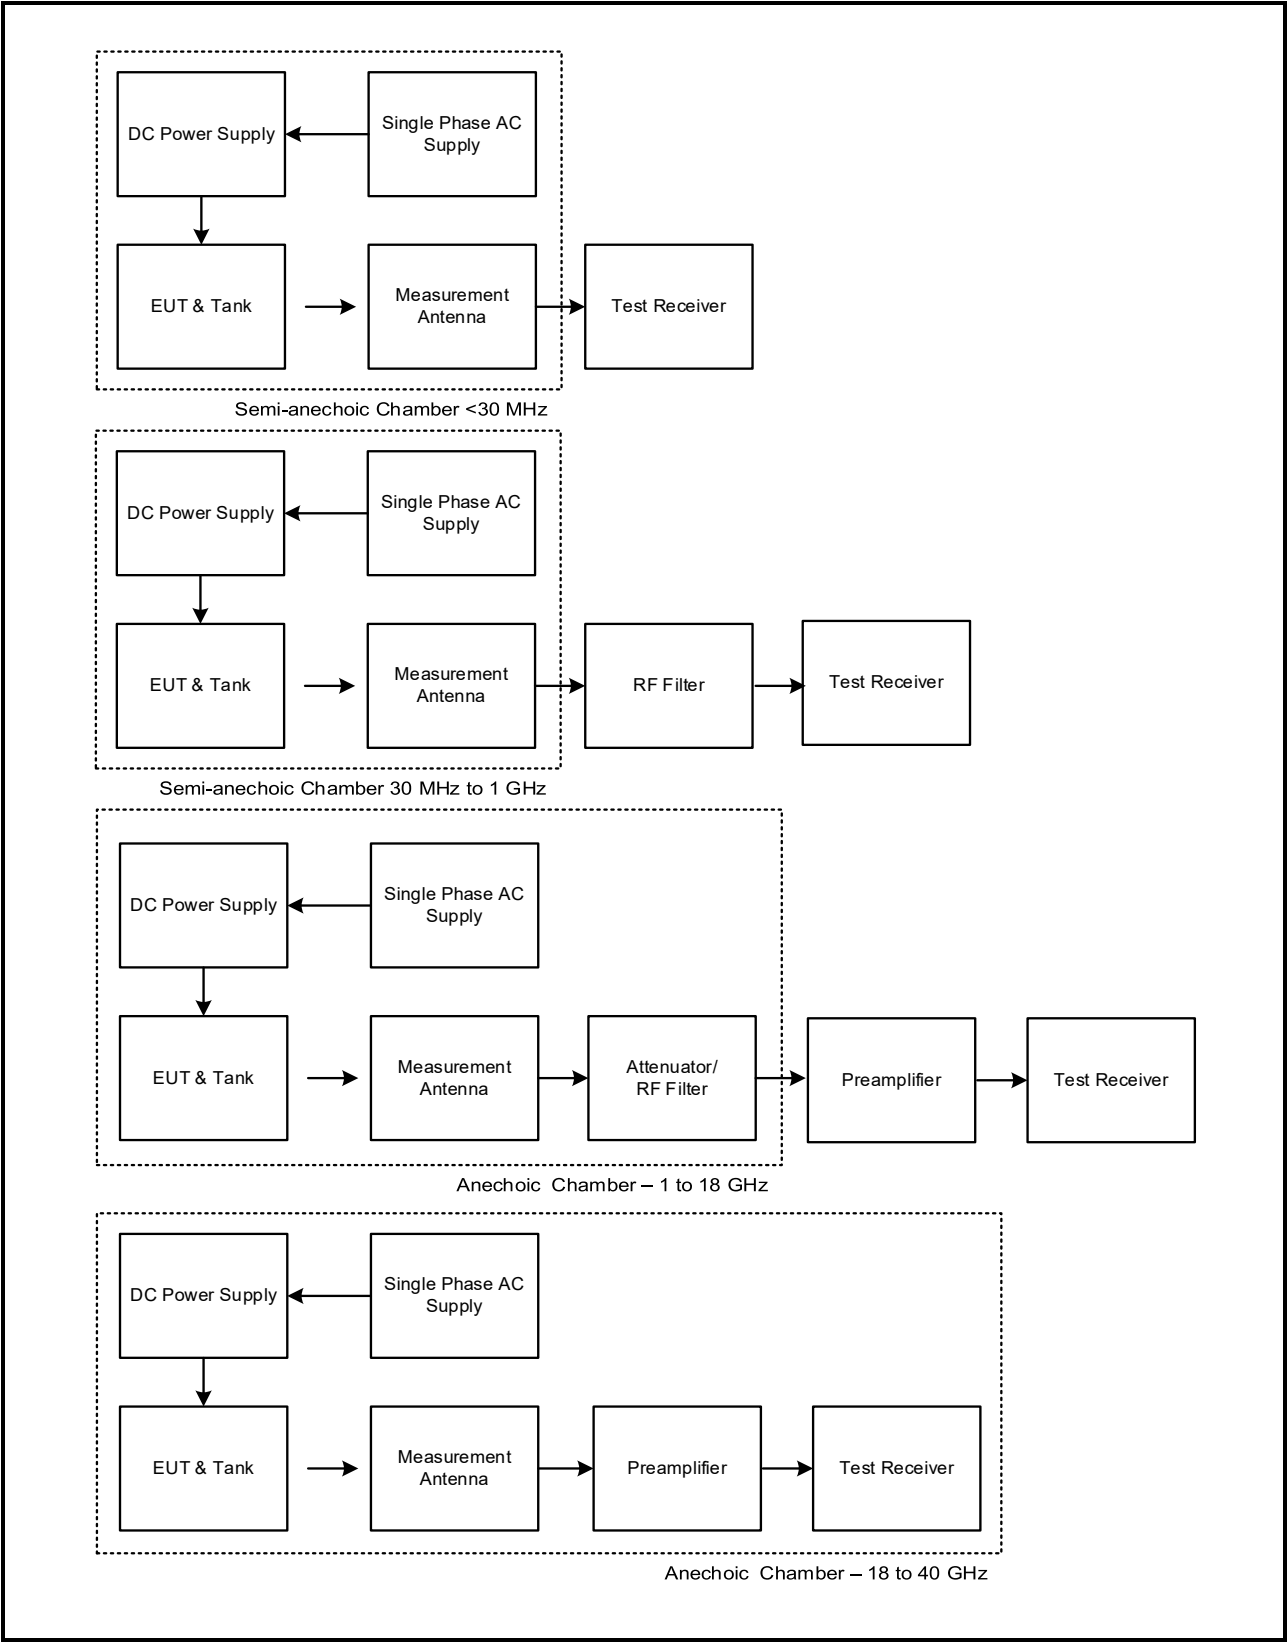 DC Power Supply
Single Phase AC
Supply
EUT & Tank
Measurement
Antenna
Test Receiver
Semi-anechoic Chamber <30 MHz
DC Power Supply
Single Phase AC
Supply
EUT & Tank
Measurement
Antenna
RF Filter
Test Receiver
Semi-anechoic Chamber 30 MHz to 1 GHz
DC Power Supply
Single Phase AC
Supply
EUT & Tank
Measurement
Antenna
Attenuator/
RF Filter
Preamplifier
Test Receiver
Anechoic Chamber – 1 to 18 GHz
DC Power Supply
Single Phase AC
Supply
EUT & Tank
Measurement
Antenna
Preamplifier
Test Receiver
Anechoic Chamber – 18 to 40 GHz